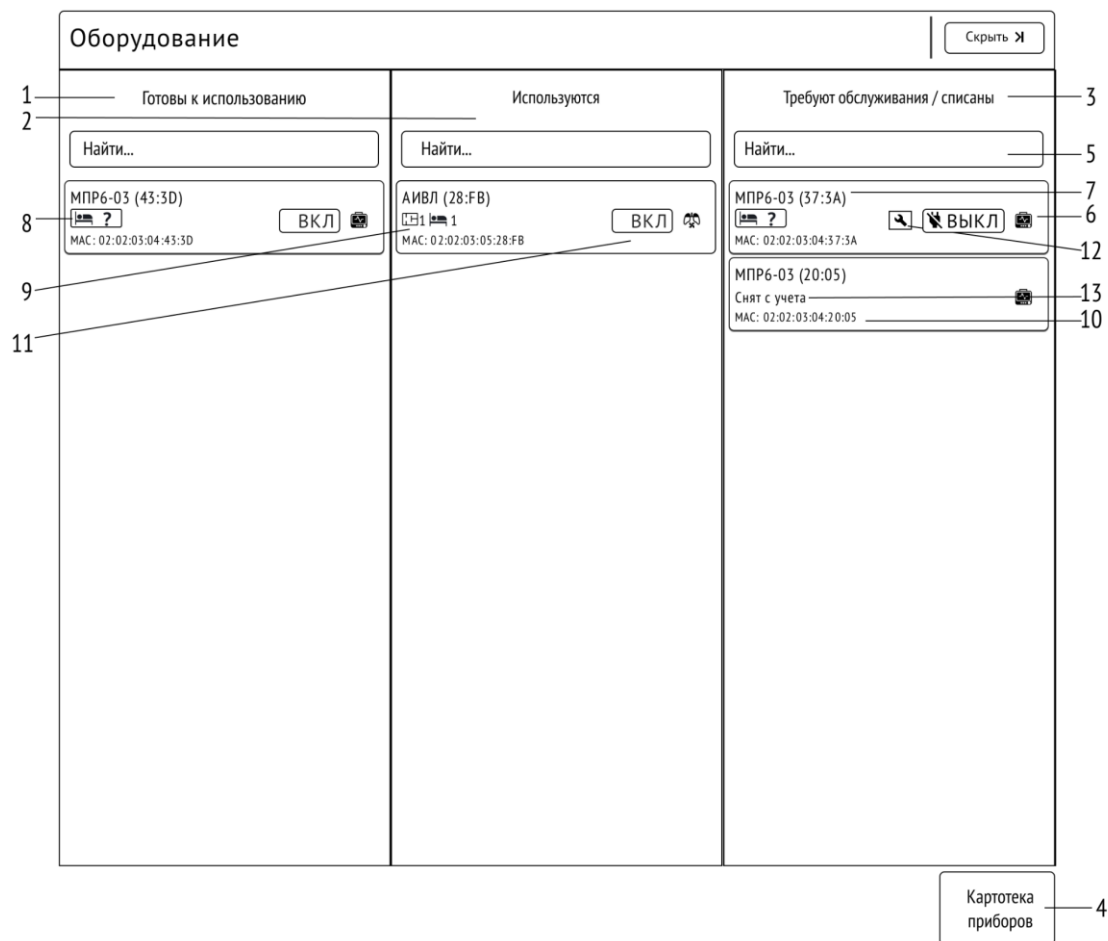 Оборудование
Скрыть
1
Готовы к использованию
Используются
Требуют обслуживания / списаны
3
2
Найти...
Найти...
Найти...
5
МПР6-03 (43:3D)
АИВЛ (28:FB)
МПР6-03 (37:3A)
7
8
?
ВКЛ
1 1
ВКЛ
?
ВЫКЛ
6
MAC: 02:02:03:04:43:3D
MAC: 02:02:03:05:28:FB
MAC: 02:02:03:04:37:3A
12
МПР6-03 (20:05)
9
Снят с учета
13
MAC: 02:02:03:04:20:05
10
11
Картотека
приборов
4